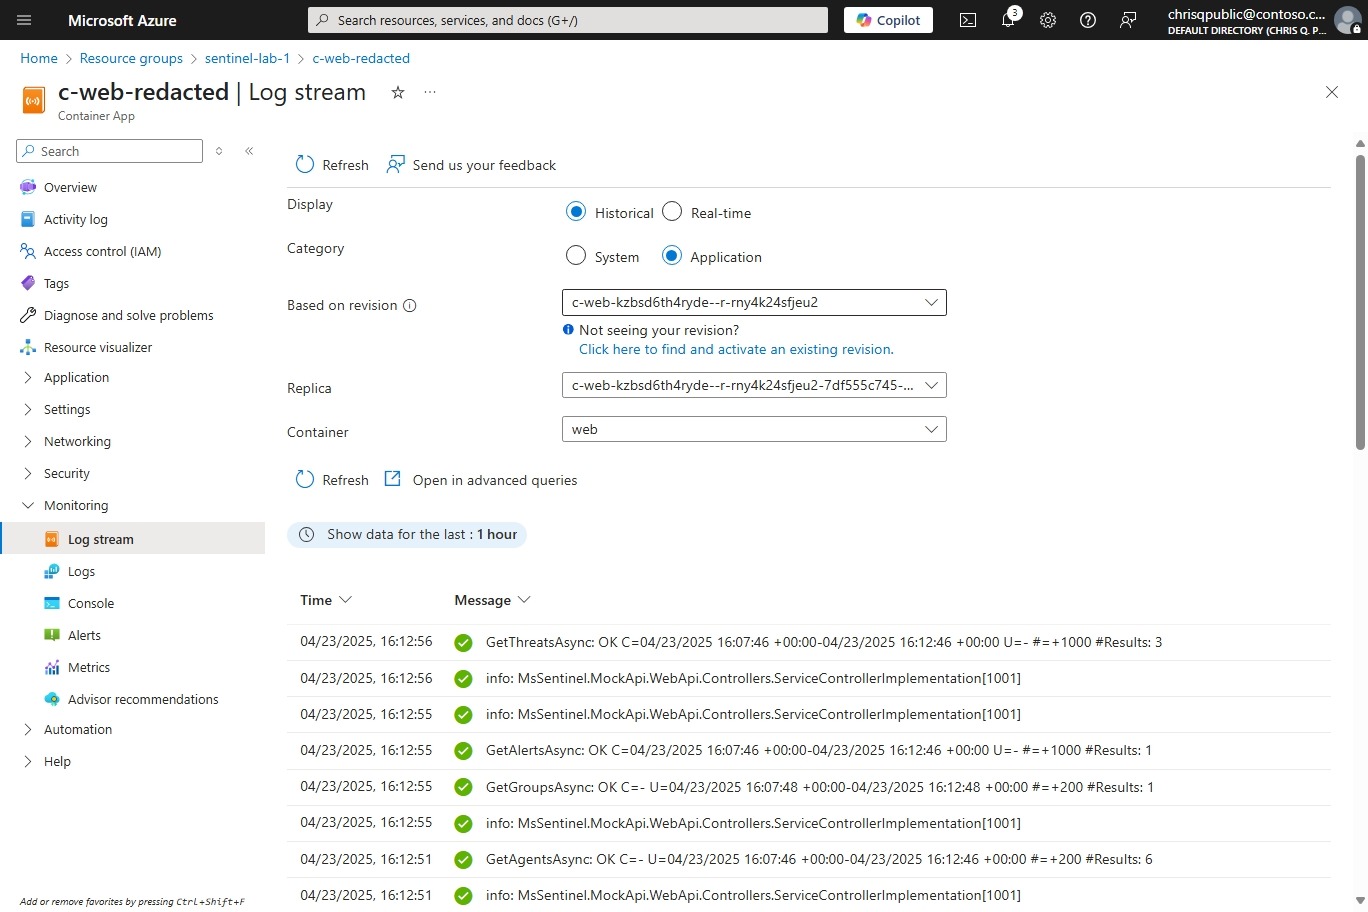 Microsoft Azure
Search resources, services, and docs (G+/)
Copilot
3
chrisqpublic@contoso.c...
DEFAULT DIRECTORY (CHRIS Q. P...
Home > Resource groups > sentinel-lab-1 > c-web-redacted
c-web-redacted | Log stream
Container App
Search
Overview
Activity log
Access control (IAM)
Tags
Diagnose and solve problems
Resource visualizer
Application
Settings
Networking
Security
Monitoring
Log stream
Logs
Console
Alerts
Metrics
Advisor recommendations
Automation
Help
Add or remove favorites by pressing Ctrl+Shift+F
Refresh Send us your feedback
Display Historical Real-time
Category System Application
Based on revision c-web-kzbsd6th4ryde--r-rny4k24sfjeu2
Not seeing your revision?
Click here to find and activate an existing revision.
Replica c-web-kzbsd6th4ryde--r-rny4k24sfjeu2-7df555c745-...
Container web
Refresh Open in advanced queries
Show data for the last : 1 hour
Time Message
04/23/2025, 16:12:56 GetThreatsAsync: OK C=04/23/2025 16:07:46 +00:00-04/23/2025 16:12:46 +00:00 U=- #=+1000 #Results: 3
04/23/2025, 16:12:56 info: MsSentinel.MockApi.WebApi.Controllers.ServiceControllerImplementation[1001]
04/23/2025, 16:12:55 info: MsSentinel.MockApi.WebApi.Controllers.ServiceControllerImplementation[1001]
04/23/2025, 16:12:55 GetAlertsAsync: OK C=04/23/2025 16:07:46 +00:00-04/23/2025 16:12:46 +00:00 U=- #=+1000 #Results: 1
04/23/2025, 16:12:55 GetGroupsAsync: OK C=- U=04/23/2025 16:07:48 +00:00-04/23/2025 16:12:48 +00:00 #=+200 #Results: 1
04/23/2025, 16:12:55 info: MsSentinel.MockApi.WebApi.Controllers.ServiceControllerImplementation[1001]
04/23/2025, 16:12:51 GetAgentsAsync: OK C=- U=04/23/2025 16:07:46 +00:00-04/23/2025 16:12:46 +00:00 #=+200 #Results: 6
04/23/2025, 16:12:51 info: MsSentinel.MockApi.WebApi.Controllers.ServiceControllerImplementation[1001]